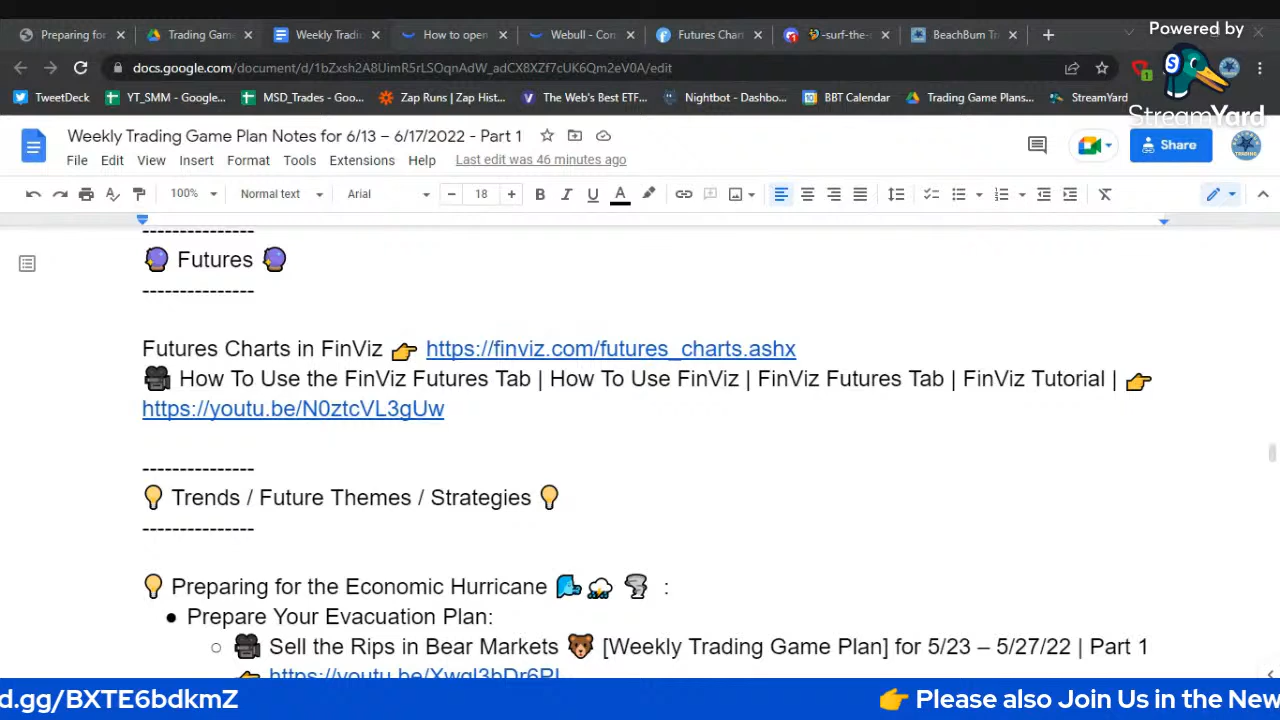 Powered by
Preparing for
Trading Gam
Weekly Tradi
How to open
Webull - Con
Futures Char
-surf-the-
BeachBum Tr
docs.google.com/document/d/1bZxsh2A8UimR5rLSOqnAvW_adCX8XZf7cUK6Qm2eV0A/edit
StreamYard
TweetDeck
YT_SMM - Google...
MSD_Trades - Goo...
Zap Runs | Zap Hist...
The Web's Best ETF...
Nightbot - Dashbo...
BBT Calendar
Trading Game Plans...
StreamYard
Weekly Trading Game Plan Notes for 6/13 – 6/17/2022 - Part 1
Share
File Edit View Insert Format Tools Extensions Help Last edit was 46 minutes ago
100% Normal text Arial 18
---------------
🔮 Futures 🔮
---------------
Futures Charts in FinViz 👉 https://finviz.com/futures_charts.ashx
🎥 How To Use the FinViz Futures Tab | How To Use FinViz | FinViz Futures Tab | FinViz Tutorial | 👉
https://youtu.be/N0ztcVL3gUw
---------------
💡 Trends / Future Themes / Strategies 💡
---------------
💡 Preparing for the Economic Hurricane 🌬️⛈️ 🌪️ :
● Prepare Your Evacuation Plan:
○ 🎥 Sell the Rips in Bear Markets 🐻 [Weekly Trading Game Plan] for 5/23 – 5/27/22 | Part 1
d.gg/BXTE6bdkmZ 👉 Please also Join Us in the New